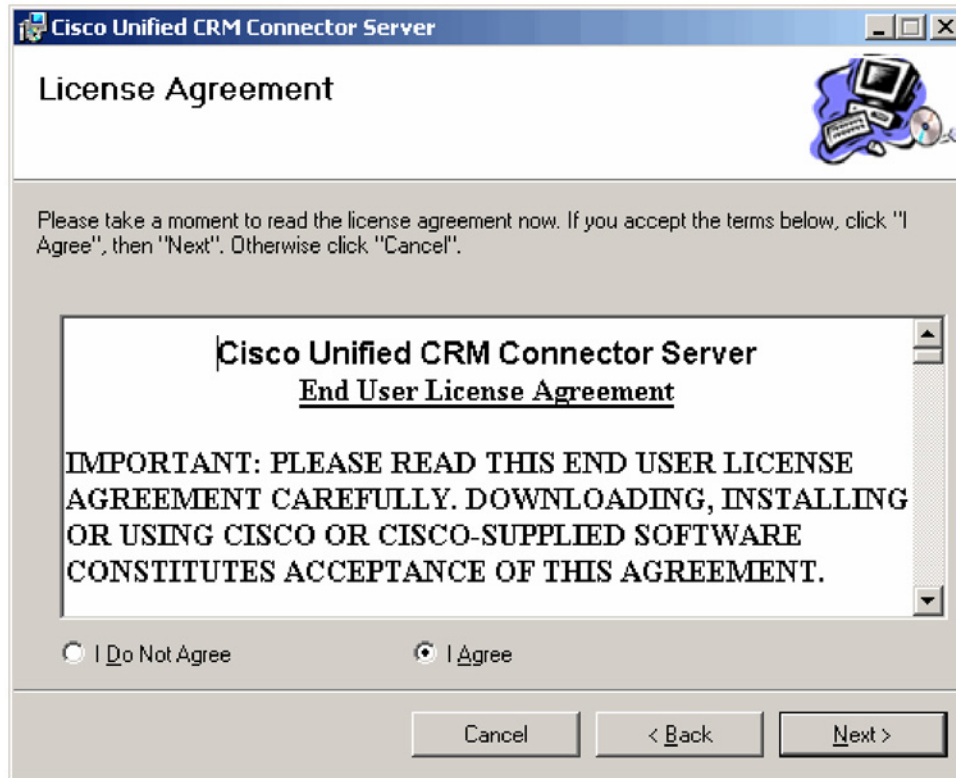 Cisco Unified CRM Connector Server
License Agreement
Please take a moment to read the license agreement now. If you accept the terms below, click "I
Agree", then "Next". Otherwise click "Cancel".
Cisco Unified CRM Connector Server
End User License Agreement
IMPORTANT: PLEASE READ THIS END USER LICENSE
AGREEMENT CAREFULLY. DOWNLOADING, INSTALLING
OR USING CISCO OR CISCO-SUPPLIED SOFTWARE
CONSTITUTES ACCEPTANCE OF THIS AGREEMENT.
I Do Not Agree
I Agree
Cancel
< Back
Next >